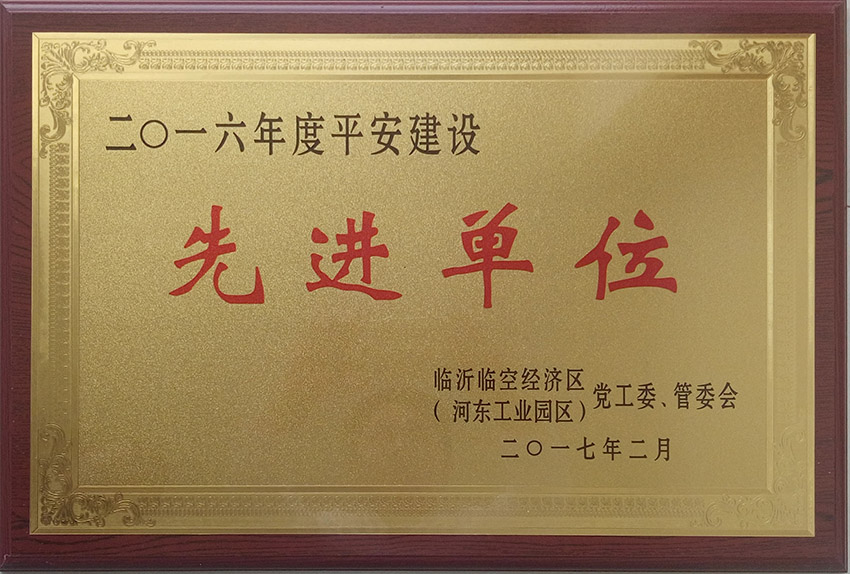 二〇一六年度平安建设
先进单位
临沂临空经济区
（河东工业园区）党工委、管委会
二〇一七年二月